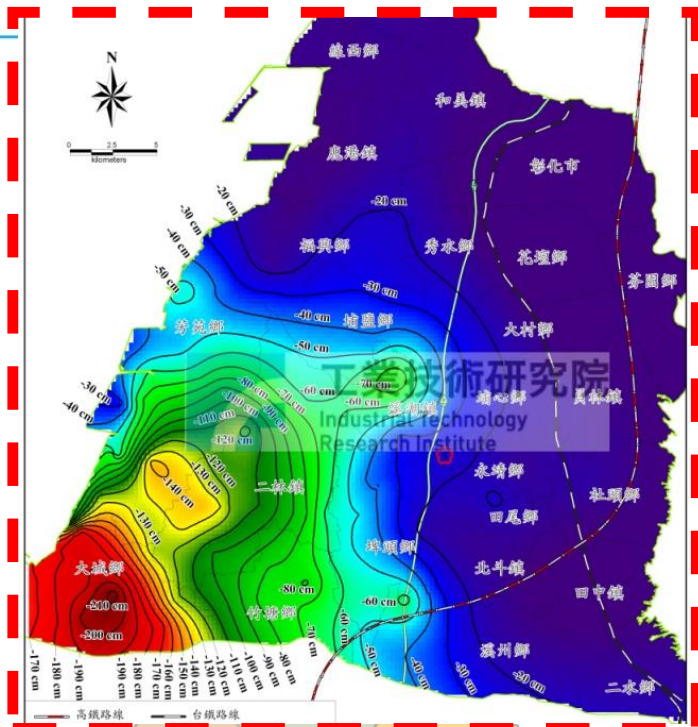 線西鄉
N
和美鎮
0 2.5 5
kilometers
鹿港鎮
彰化市
-20 cm
-20 cm
-30 cm
-40 cm
福興鄉
秀水鄉
花壇鄉
芬園鄉
-50 cm
-30 cm
-40 cm
埔鹽鄉
芳苑鄉
大村鄉
-50 cm
工業技術研究院
Industrial Technology
Research Institute
-30 cm
-40 cm
-80 cm
-70 cm
-60 cm
-70 cm
-60 cm
-100 cm
-90 cm
-110 cm
-120 cm
溪湖鎮
埔心鄉
員林鎮
-120 cm
-130 cm
-140 cm
二林鎮
永靖鄉
社頭鄉
-130 cm
田尾鄉
埤頭鄉
大城鄉
北斗鎮
-80 cm
田中鎮
-210 cm
竹塘鄉
-60 cm
-200 cm
溪州鄉
二水鄉
-170 cm
-180 cm
-190 cm
-190 cm
-180 cm
-170 cm
-160 cm
-150 cm
-140 cm
-130 cm
-120 cm
-110 cm
-100 cm
-90 cm
-80 cm
-70 cm
-60 cm
-50 cm
-40 cm
-30 cm
-20 cm
高鐵路線
台鐵路線